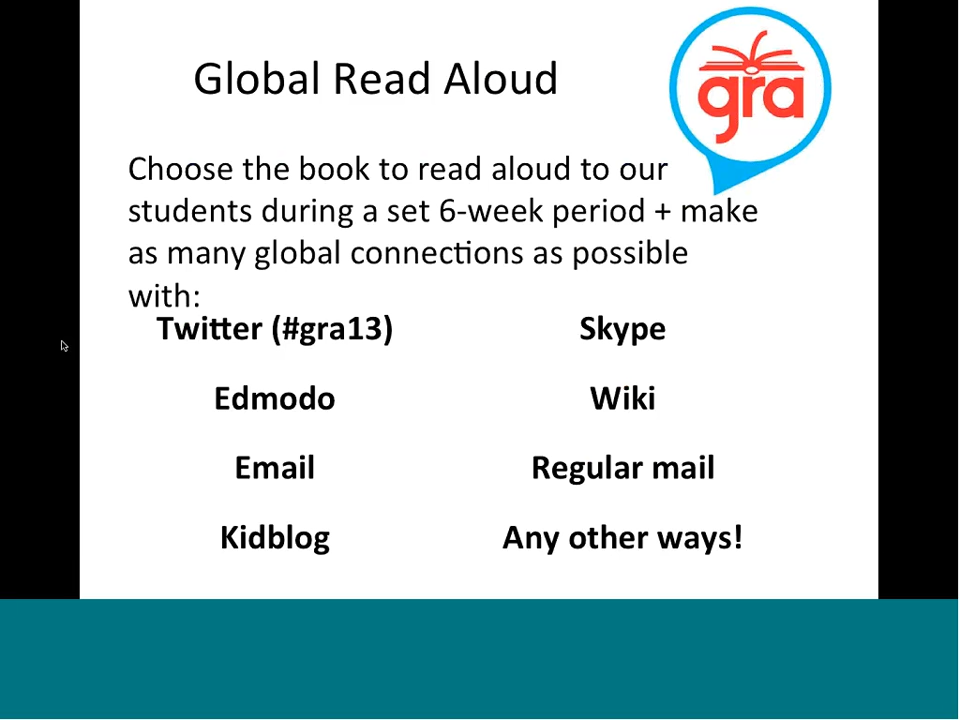 Global Read Aloud
gra
Choose the book to read aloud to our
students during a set 6-week period + make
as many global connections as possible
with:
Twitter (#gra13) Skype
Edmodo Wiki
Email Regular mail
Kidblog Any other ways!